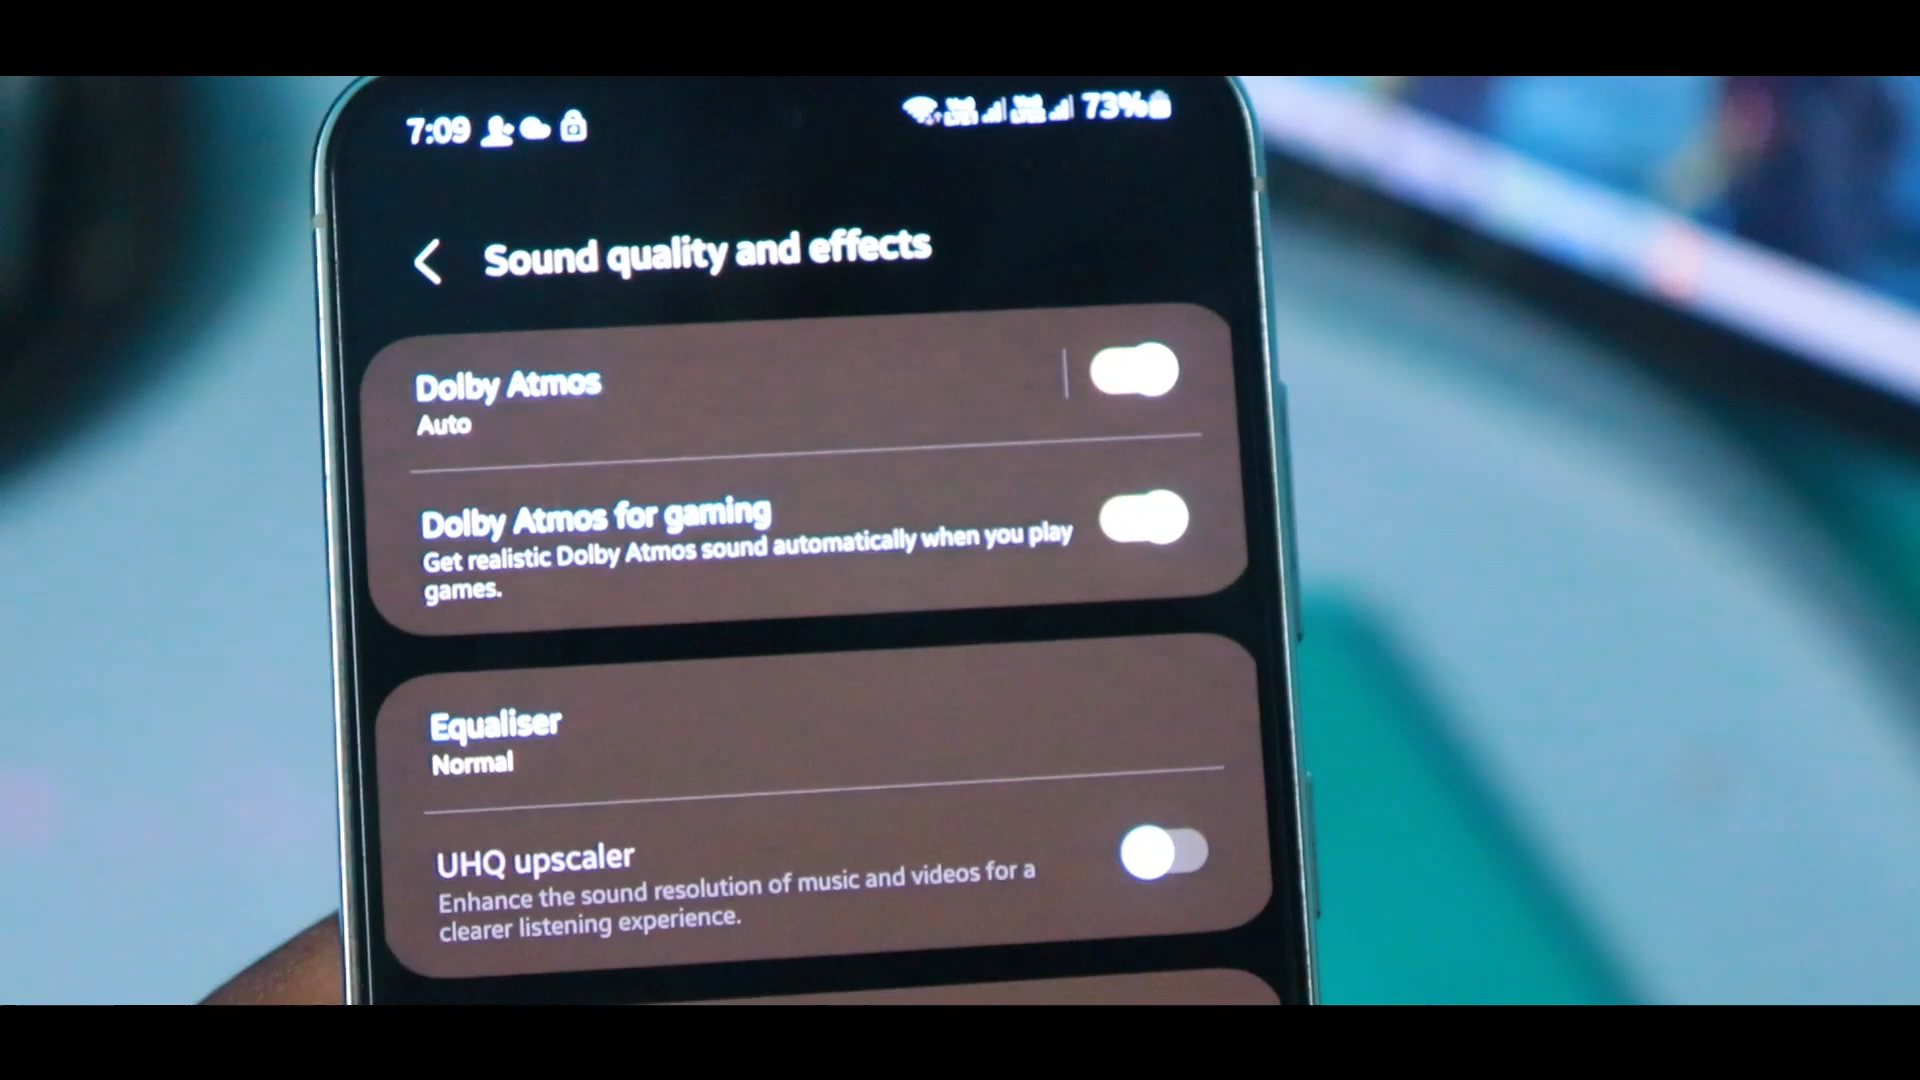 7:09 73%
Sound quality and effects
Dolby Atmos
Auto
Dolby Atmos for gaming
Get realistic Dolby Atmos sound automatically when you play
games.
Equaliser
Normal
UHQ upscaler
Enhance the sound resolution of music and videos for a
clearer listening experience.